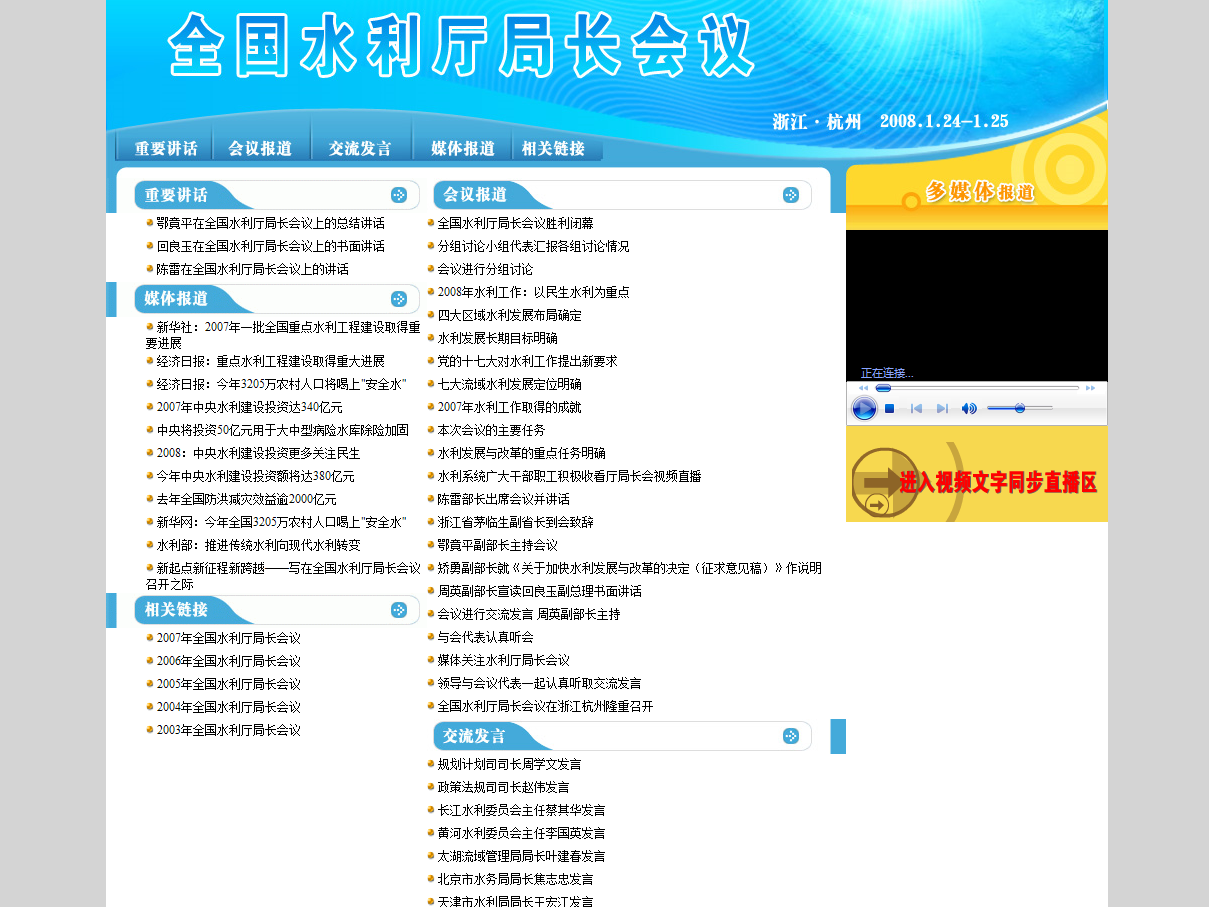 全国水利厅局长会议
浙江·杭州 2008.1.24-1.25
重要讲话 会议报道 交流发言 媒体报道 相关链接
重要讲话
鄂竟平在全国水利厅局长会议上的总结讲话
回良玉在全国水利厅局长会议上的书面讲话
陈雷在全国水利厅局长会议上的讲话
媒体报道
新华社：2007年一批全国重点水利工程建设取得重
要进展
经济日报：重点水利工程建设取得重大进展
经济日报：今年3205万农村人口将喝上"安全水"
2007年中央水利建设投资达340亿元
中央将投资50亿元用于大中型病险水库除险加固
2008：中央水利建设投资更多关注民生
今年中央水利建设投资额将达380亿元
去年全国防洪减灾效益逾2000亿元
新华网：今年全国3205万农村人口喝上"安全水"
水利部：推进传统水利向现代水利转变
新起点新征程新跨越——写在全国水利厅局长会议
召开之际
相关链接
2007年全国水利厅局长会议
2006年全国水利厅局长会议
2005年全国水利厅局长会议
2004年全国水利厅局长会议
2003年全国水利厅局长会议
会议报道
全国水利厅局长会议胜利闭幕
分组讨论小组代表汇报各组讨论情况
会议进行分组讨论
2008年水利工作：以民生水利为重点
四大区域水利发展布局确定
水利发展长期目标明确
党的十七大对水利工作提出新要求
七大流域水利发展定位明确
2007年水利工作取得的成就
本次会议的主要任务
水利发展与改革的重点任务明确
水利系统广大干部职工积极收看厅局长会视频直播
陈雷部长出席会议并讲话
浙江省茅临生副省长到会致辞
鄂竟平副部长主持会议
矫勇副部长就《关于加快水利发展与改革的决定（征求意见稿）》作说明
周英副部长宣读回良玉副总理书面讲话
会议进行交流发言 周英副部长主持
与会代表认真听会
媒体关注水利厅局长会议
领导与会议代表一起认真听取交流发言
全国水利厅局长会议在浙江杭州隆重召开
交流发言
规划计划司司长周学文发言
政策法规司司长赵伟发言
长江水利委员会主任蔡其华发言
黄河水利委员会主任李国英发言
太湖流域管理局局长叶建春发言
北京市水务局局长焦志忠发言
天津市水利局局长王宏江发言
多媒体报道
正在连接...
进入视频文字同步直播区